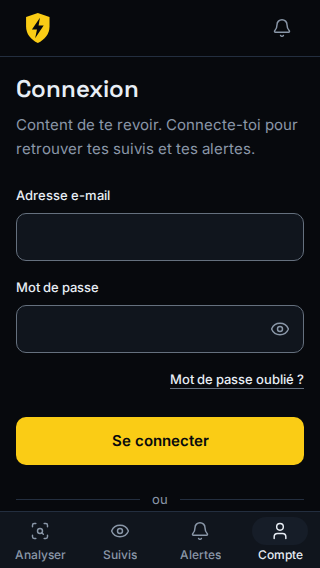 Connexion
Content de te revoir. Connecte-toi pour
retrouver tes suivis et tes alertes.
Adresse e-mail
Mot de passe
Mot de passe oublié ?
Se connecter
ou
Analyser
Suivis
Alertes
Compte